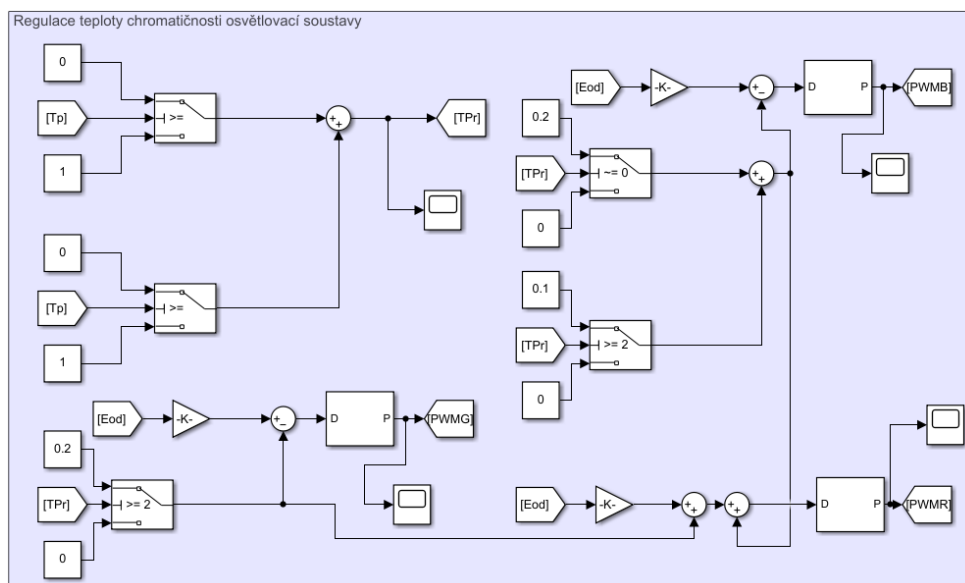 Regulace teploty chromatičnosti osvětlovací soustavy
0
[Tp]
>=
1
+
+
[TPr]
0
[Tp]
>=
1
[Eod]
-K-
+
−
D
P
[PWMG]
0.2
[TPr]
>= 2
0
[Eod]
-K-
+
−
D
P
[PWMB]
0.2
[TPr]
~= 0
0
+
+
0.1
[TPr]
>= 2
0
[Eod]
-K-
+
+
+
+
D
P
[PWMR]